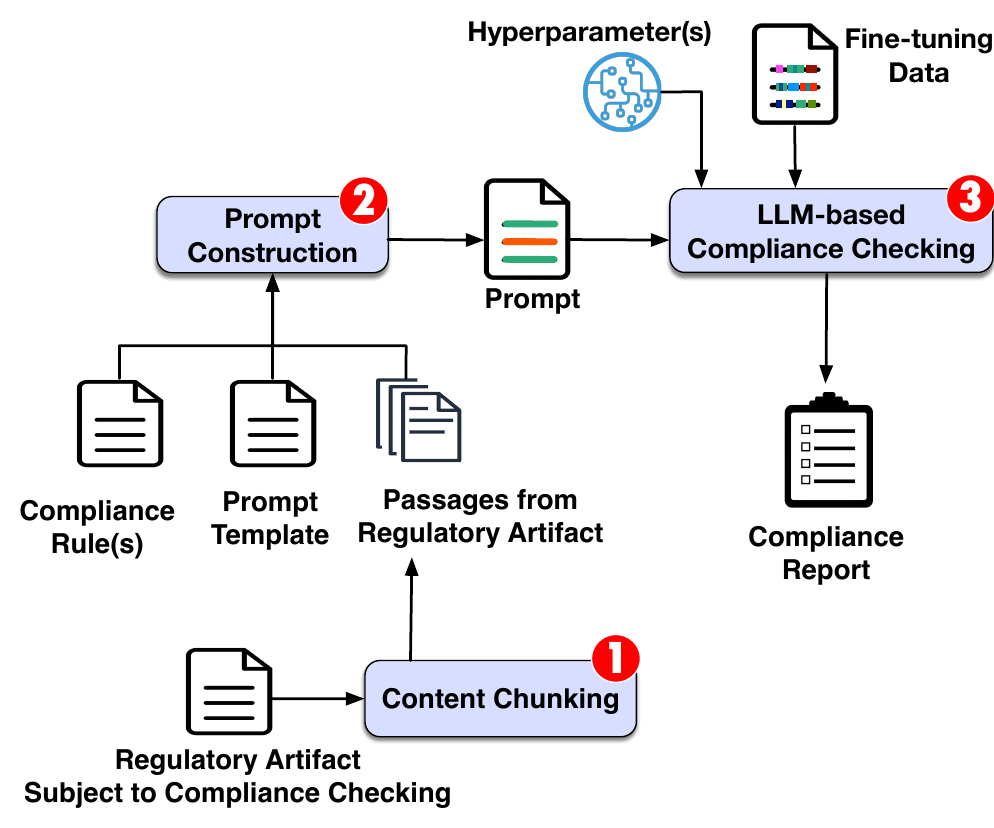 Hyperparameter(s)
Fine-tuning
Data
2
Prompt
Construction
Prompt
3
LLM-based
Compliance Checking
Compliance
Rule(s)
Prompt
Template
Passages from
Regulatory Artifact
Compliance
Report
1
Content Chunking
Regulatory Artifact
Subject to Compliance Checking